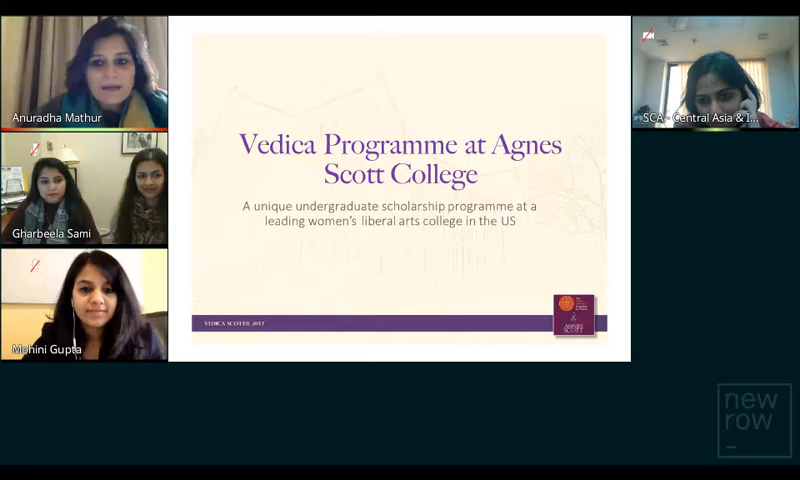 Anuradha Mathur
Gharbeela Sami
Mohini Gupta
Vedica Programme at Agnes
Scott College
A unique undergraduate scholarship programme at a
leading women's liberal arts college in the US
VEDICA SCOTTIE 2017
AGNES
SCOTT
SCA - Central Asia & I...
new
row